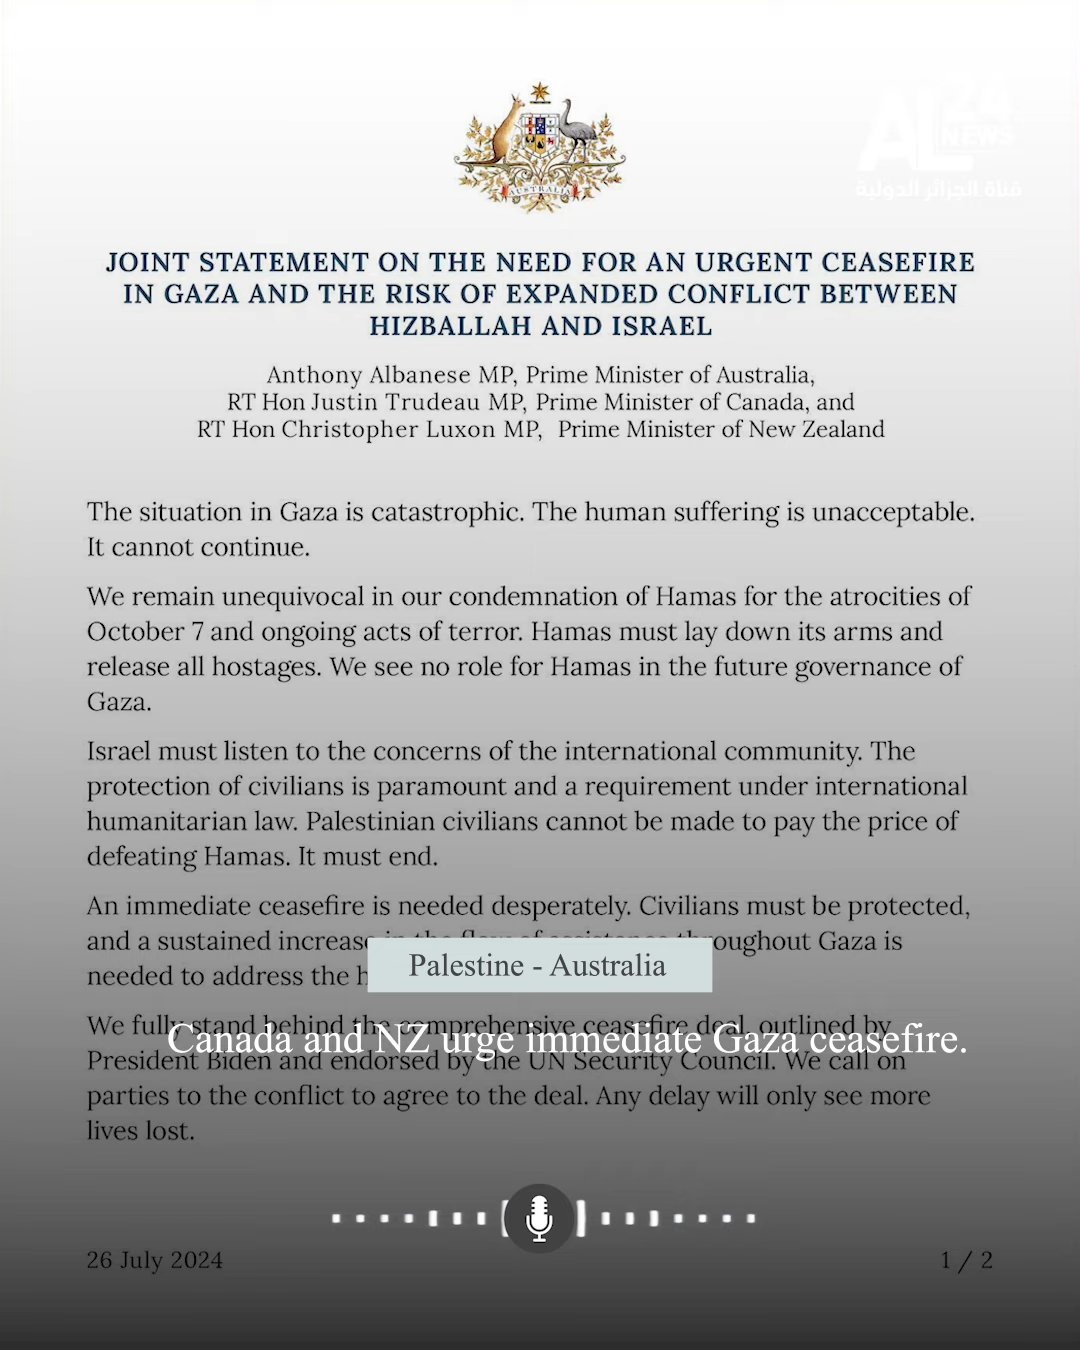 AL24
NEWS
قناة الجزائر الدولية
AUSTRALIA
JOINT STATEMENT ON THE NEED FOR AN URGENT CEASEFIRE
IN GAZA AND THE RISK OF EXPANDED CONFLICT BETWEEN
HIZBALLAH AND ISRAEL
Anthony Albanese MP, Prime Minister of Australia,
RT Hon Justin Trudeau MP, Prime Minister of Canada, and
RT Hon Christopher Luxon MP, Prime Minister of New Zealand
The situation in Gaza is catastrophic. The human suffering is unacceptable.
It cannot continue.
We remain unequivocal in our condemnation of Hamas for the atrocities of
October 7 and ongoing acts of terror. Hamas must lay down its arms and
release all hostages. We see no role for Hamas in the future governance of
Gaza.
Israel must listen to the concerns of the international community. The
protection of civilians is paramount and a requirement under international
humanitarian law. Palestinian civilians cannot be made to pay the price of
defeating Hamas. It must end.
An immediate ceasefire is needed desperately. Civilians must be protected,
and a sustained increase in the flow of assistance throughout Gaza is
needed to address the
Palestine - Australia
We fully stand behind the comprehensive ceasefire deal, outlined by
Canada and NZ urge immediate Gaza ceasefire.
President Biden and endorsed by the UN Security Council. We call on
parties to the conflict to agree to the deal. Any delay will only see more
lives lost.
26 July 2024
1 / 2